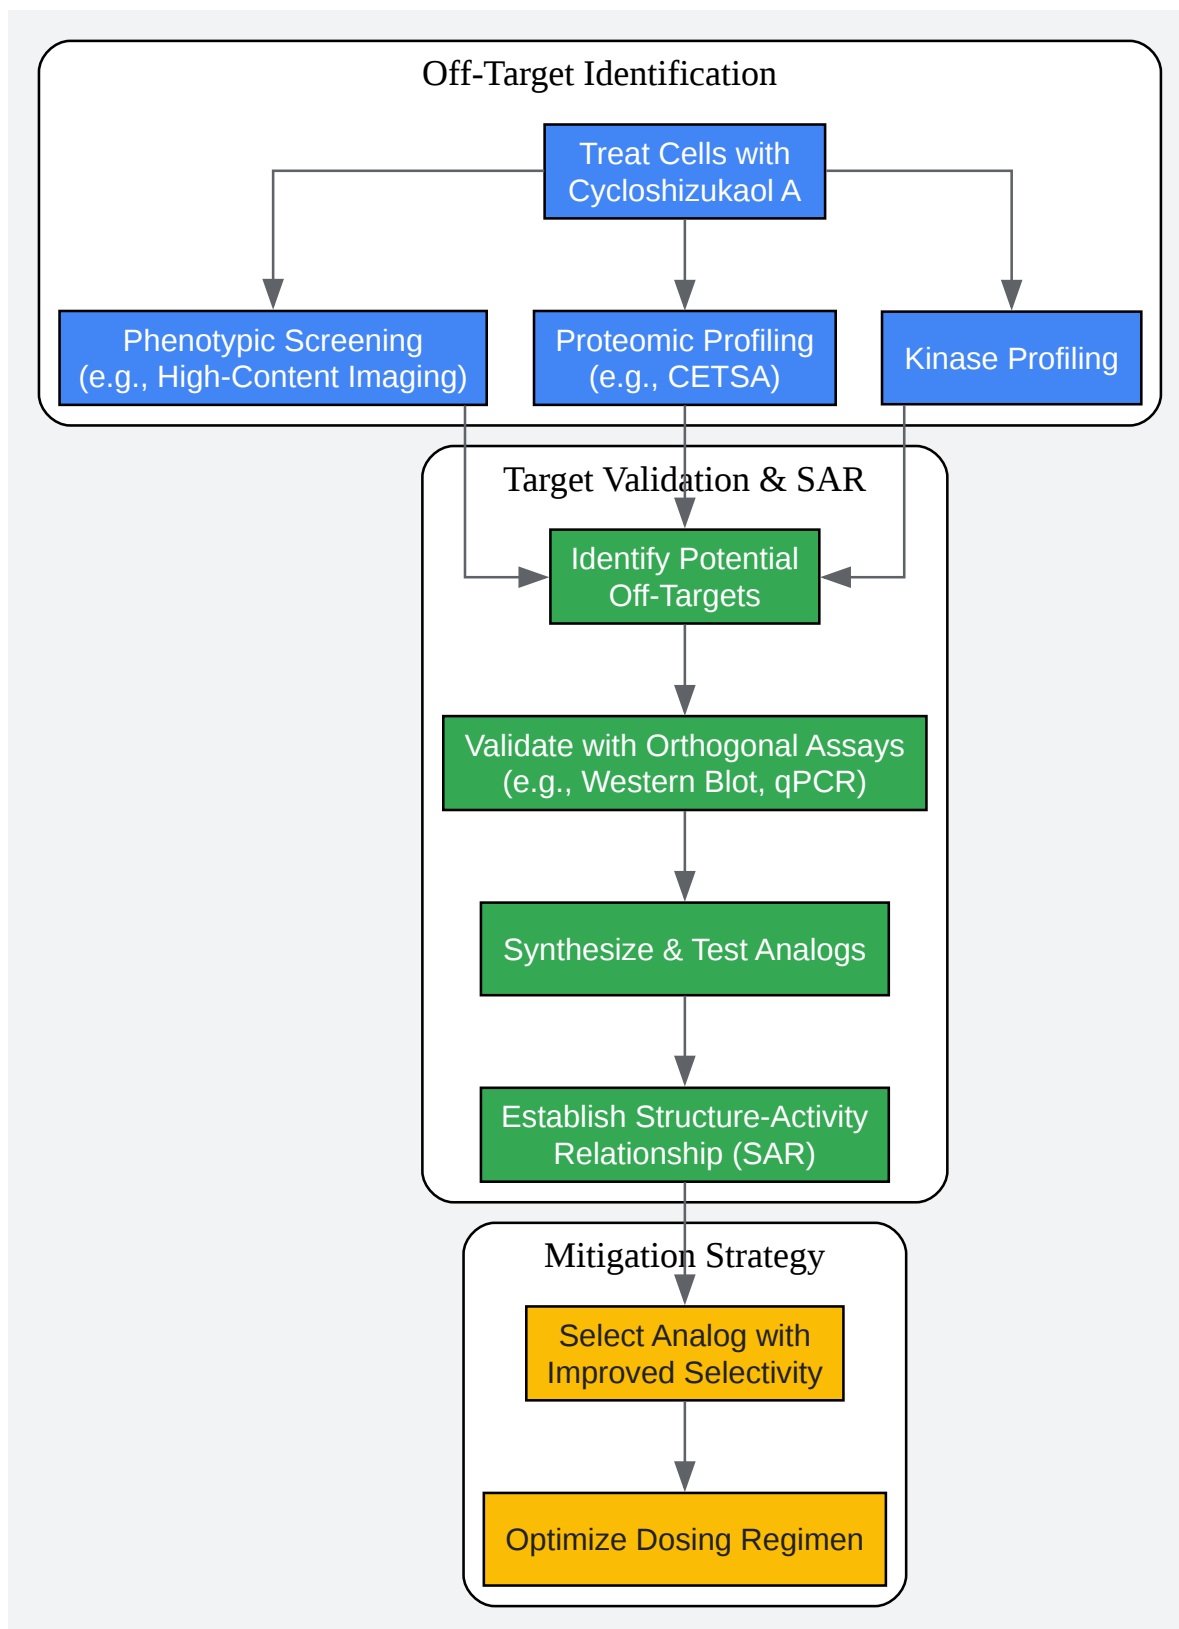 Off-Target Identification
Treat Cells with
Cycloshizukaol A
Phenotypic Screening
(e.g., High-Content Imaging)
Proteomic Profiling
(e.g., CETSA)
Kinase Profiling
Target Validation & SAR
Identify Potential
Off-Targets
Validate with Orthogonal Assays
(e.g., Western Blot, qPCR)
Synthesize & Test Analogs
Establish Structure-Activity
Relationship (SAR)
Mitigation Strategy
Select Analog with
Improved Selectivity
Optimize Dosing Regimen